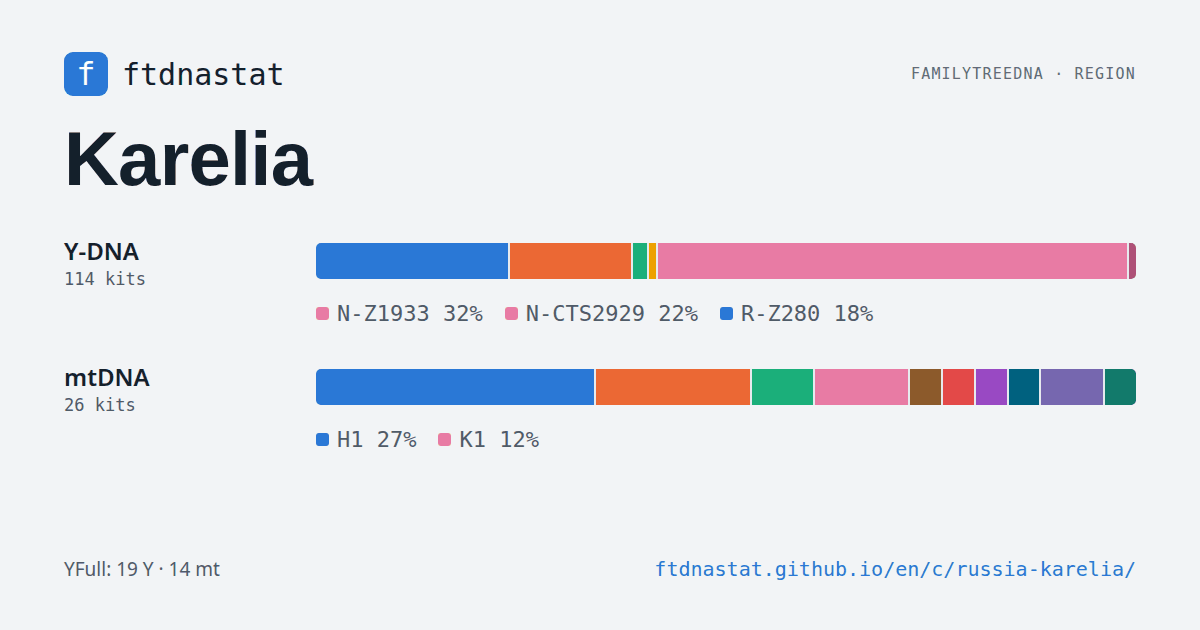 f ftdnastat
FAMILYTREEDNA · REGION
Karelia
Y-DNA
114 kits
N-Z1933 32% N-CTS2929 22% R-Z280 18%
mtDNA
26 kits
H1 27% K1 12%
YFull: 19 Y · 14 mt
ftdnastat.github.io/en/c/russia-karelia/